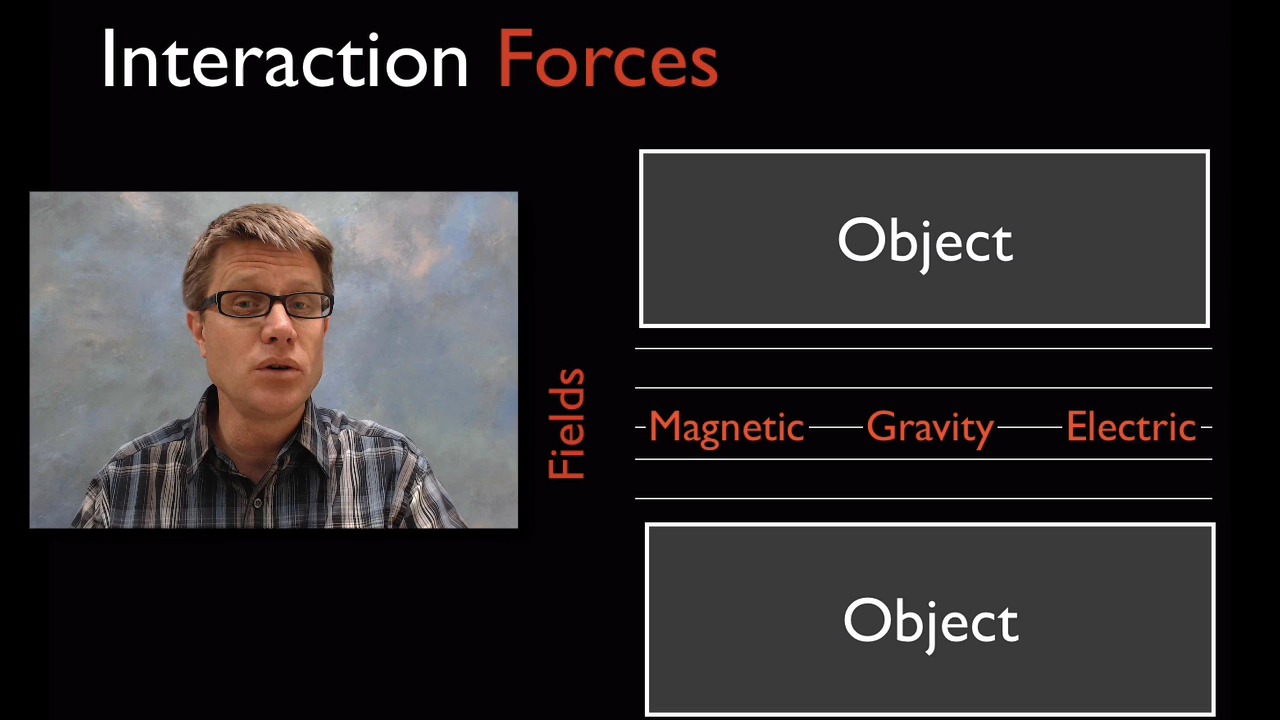 Interaction Forces
Object
Fields
Magnetic Gravity Electric
Object